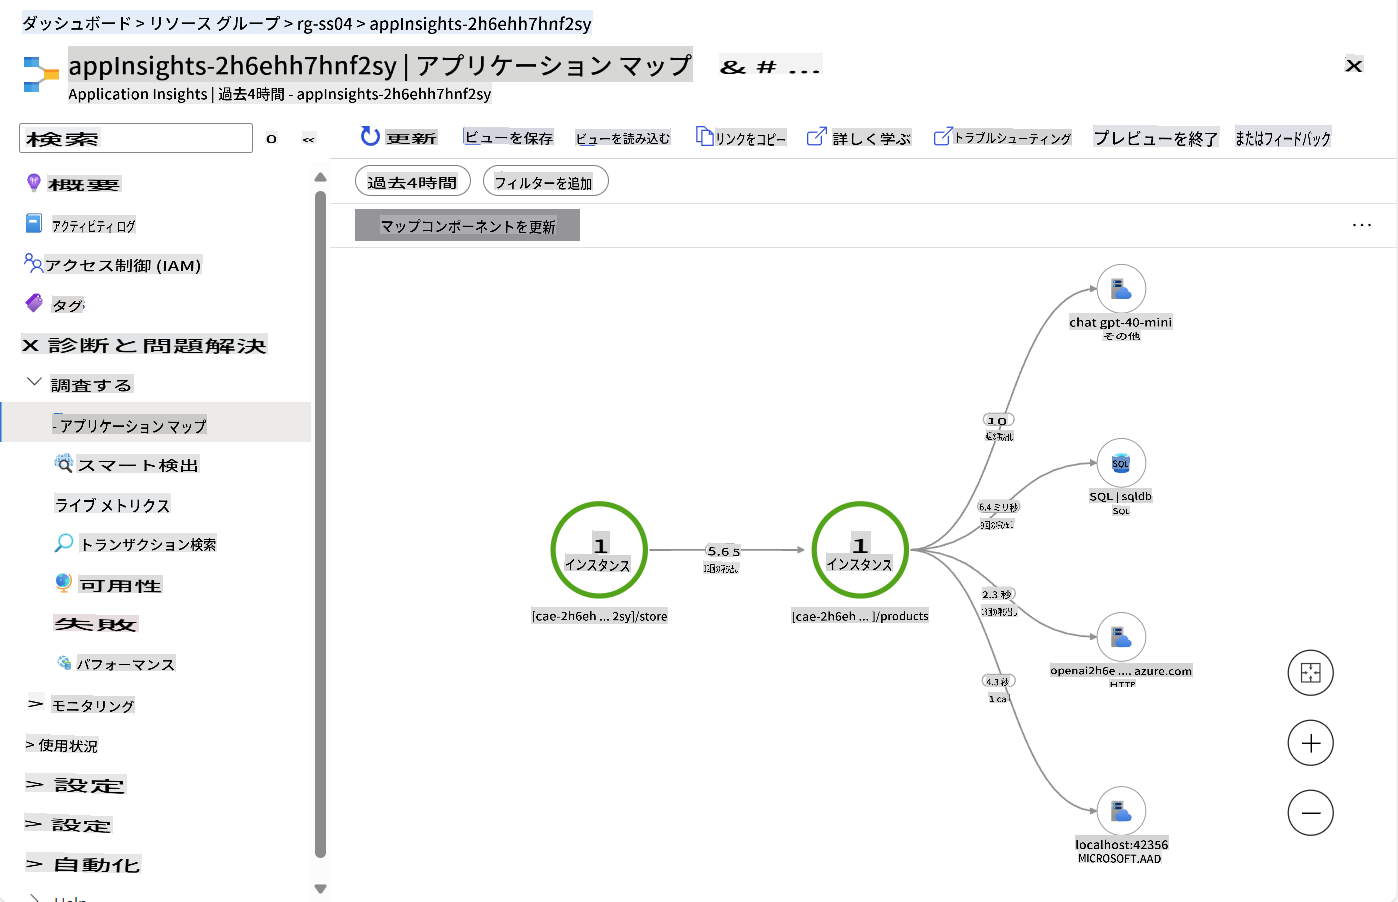 ダッシュボード > リソース グループ > rg-ss04 > appInsights-2h6ehh7hnf2sy
appInsights-2h6ehh7hnf2sy | アプリケーション マップ & # ...
Application Insights | 過去4時間 - appInsights-2h6ehh7hnf2sy
検索
更新 ビューを保存 ビューを読み込む リンクをコピー 詳しく学ぶ トラブルシューティング プレビューを終了 またはフィードバック
概要
アクティビティ ログ
アクセス制御 (IAM)
タグ
X 診断と問題解決
調査する
- アプリケーション マップ
スマート検出
ライブ メトリクス
トランザクション検索
可用性
失敗
パフォーマンス
> モニタリング
> 使用状況
> 設定
> 設定
> 自動化
過去4時間 フィルターを追加
マップコンポーネントを更新
...
chat gpt-40-mini
その他
10
6.4 ミリ秒
SQL | sqldb
SQL
1
インスタンス
5.6 s
1
インスタンス
[cae-2h6eh ... 2sy]/store
[cae-2h6eh ... ]/products
2.3 秒
openai2h6e .... azure.com
HTTP
4.3 秒
1 cal
localhost:42356
MICROSOFT.AAD